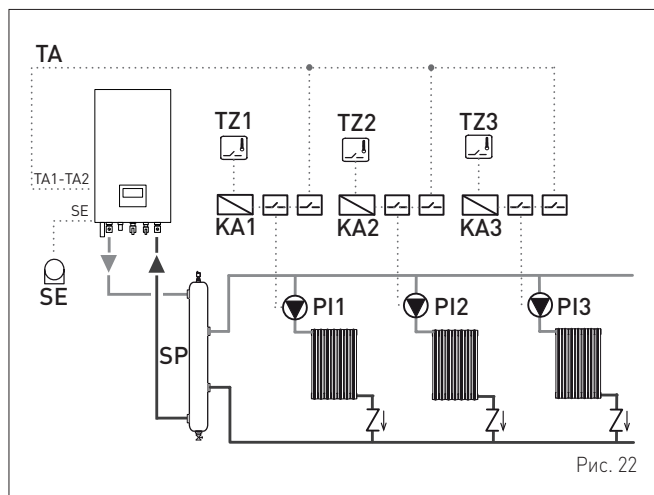 TA
TZ1 TZ2 TZ3
TA1-TA2
SE
KA1 KA2 KA3
SE
PI1 PI2 PI3
SP
Рис. 22